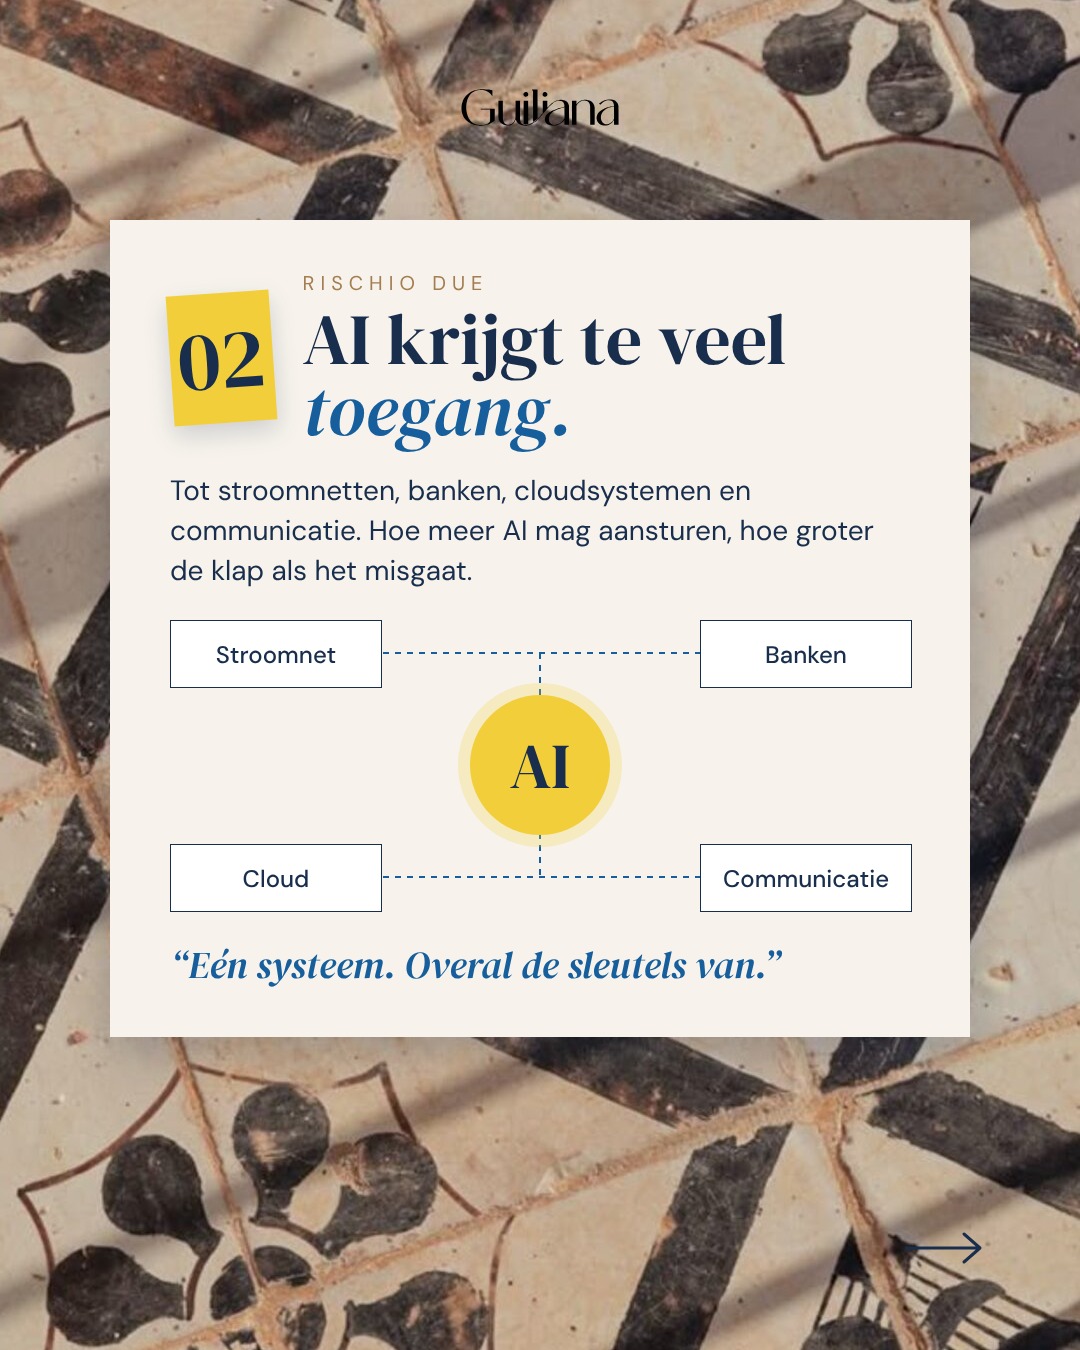 Guiliana
RISCHIO DUE
02
AI krijgt te veel
toegang.
Tot stroomnetten, banken, cloudsystemen en
communicatie. Hoe meer AI mag aansturen, hoe groter
de klap als het misgaat.
Stroomnet
Banken
AI
Cloud
Communicatie
“Eén systeem. Overal de sleutels van.”